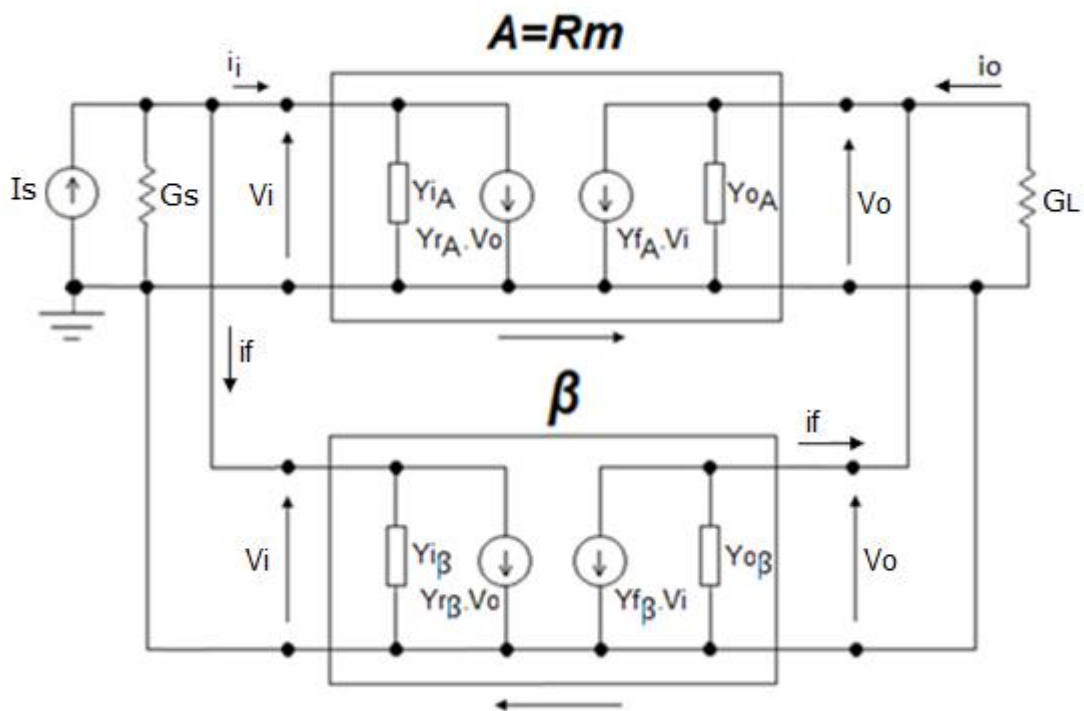 A=Rm
ii
io
Is
Gs
Vi
YiA
YrA.Vo
YfA.Vi
YoA
Vo
GL
if
β
if
Vi
Yiβ
Yrβ.Vo
Yfβ.Vi
Yoβ
Vo